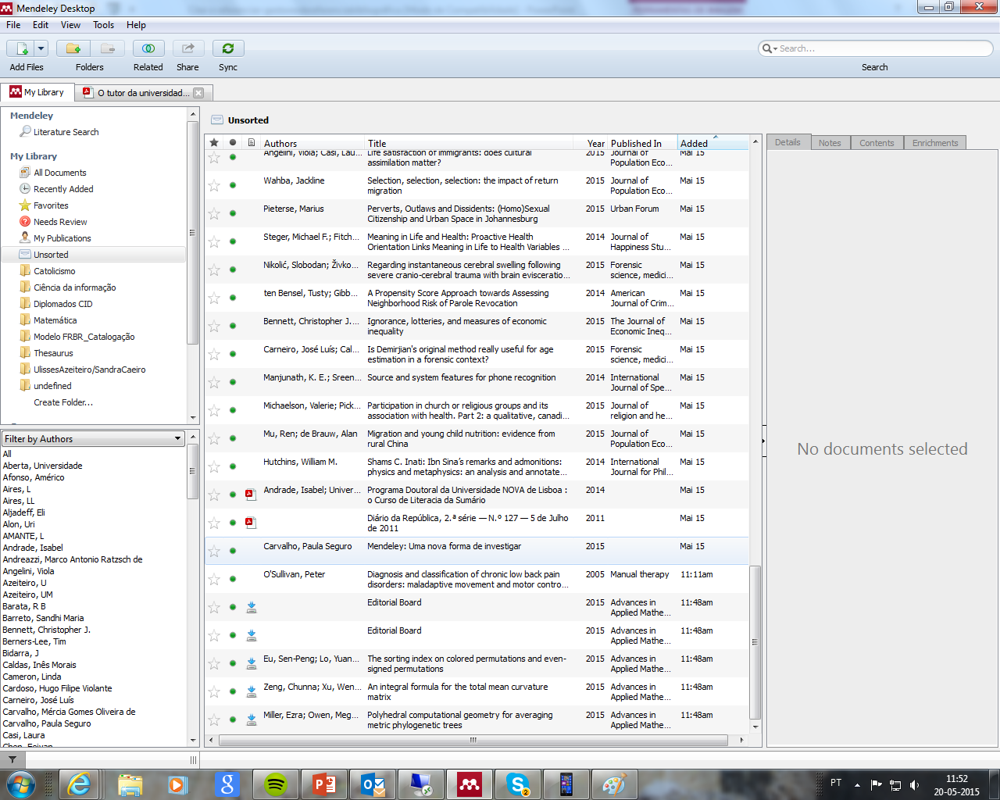 Mendeley Desktop
File Edit View Tools Help
Add Files Folders Related Share Sync Search... Search
My Library O tutor da universidad...
Mendeley
Literature Search
My Library
All Documents
Recently Added
Favorites
Needs Review
My Publications
Unsorted
Catolicismo
Ciência da informação
Diplomados CID
Matemática
Modelo FRBR_Catalogação
Thesaurus
UlissesAzeiteiro/SandraCaeiro
undefined
Create Folder...
Filter by Authors
All
Aberta, Universidade
Afonso, Américo
Aires, L
Aires, LL
Aljadeff, Eli
Alon, Uri
AMANTE, L
Andrade, Isabel
Andreazzi, Marco Antonio Ratzsch de
Angelini, Viola
Azeiteiro, U
Azeiteiro, UM
Barata, R B
Barreto, Sandhi Maria
Bennett, Christopher J.
Berners-Lee, Tim
Bidarra, J
Caldas, Inês Morais
Cameron, Linda
Cardoso, Hugo Filipe Violante
Carneiro, José Luís
Carvalho, Mércia Gomes Oliveira de
Carvalho, Paula Seguro
Casi, Laura
Chen, Feiyan
Unsorted
Authors Title Year Published In Added
Angelini, Viola; Casi, Lau... Life satisfaction of immigrants: does cultural 2015 Journal of Mai 15
assimilation matter? Population Eco...
Wahba, Jackline Selection, selection, selection: the impact of return 2015 Journal of Mai 15
migration Population Eco...
Pieterse, Marius Perverts, Outlaws and Dissidents: (Homo)Sexual 2015 Urban Forum Mai 15
Citizenship and Urban Space in Johannesburg
Steger, Michael F.; Fitch... Meaning in Life and Health: Proactive Health 2014 Journal of Mai 15
Orientation Links Meaning in Life to Health Variables ... Happiness Stu...
Nikolić, Slobodan; Živko... Regarding instantaneous cerebral swelling following 2015 Forensic Mai 15
severe cranio-cerebral trauma with brain evisceratio... science, medici...
ten Bensel, Tusty; Gibb... A Propensity Score Approach towards Assessing 2014 American Mai 15
Neighborhood Risk of Parole Revocation Journal of Crim...
Bennett, Christopher J.... Ignorance, lotteries, and measures of economic 2015 The Journal of Mai 15
inequality Economic Ineq...
Carneiro, José Luís; Cal... Is Demirjian's original method really useful for age 2015 Forensic Mai 15
estimation in a forensic context? science, medici...
Manjunath, K. E.; Sreen... Source and system features for phone recognition 2014 International Mai 15
Journal of Spe...
Michaelson, Valerie; Pick... Participation in church or religious groups and its 2015 Journal of Mai 15
association with health. Part 2: a qualitative, canadi... religion and he...
Mu, Ren; de Brauw, Alan Migration and young child nutrition: evidence from 2015 Journal of Mai 15
rural China Population Eco...
Hutchins, William M. Shams C. Inati: Ibn Sina's remarks and admonitions: 2014 International Mai 15
physics and metaphysics: an analysis and annotate... Journal for Phil...
Andrade, Isabel; Univer... Programa Doutoral da Universidade NOVA de Lisboa : 2014 Mai 15
o Curso de Literacia da Sumário
Diário da República, 2.ª série — N.º 127 — 5 de Julho 2011 Mai 15
de 2011
Carvalho, Paula Seguro Mendeley: Uma nova forma de investigar 2015 Mai 15
O'Sullivan, Peter Diagnosis and classification of chronic low back pain 2005 Manual therapy 11:11am
disorders: maladaptive movement and motor contro...
Editorial Board 2015 Advances in 11:48am
Applied Mathe...
Editorial Board 2015 Advances in 11:48am
Applied Mathe...
Eu, Sen-Peng; Lo, Yuan... The sorting index on colored permutations and even- 2015 Advances in 11:48am
signed permutations Applied Mathe...
Zeng, Chunna; Xu, Wen... An integral formula for the total mean curvature 2015 Advances in 11:48am
matrix Applied Mathe...
Miller, Ezra; Owen, Meg... Polyhedral computational geometry for averaging 2015 Advances in 11:48am
metric phylogenetic trees Applied Mathe...
Details Notes Contents Enrichments
No documents selected
PT 11:52
20-05-2015